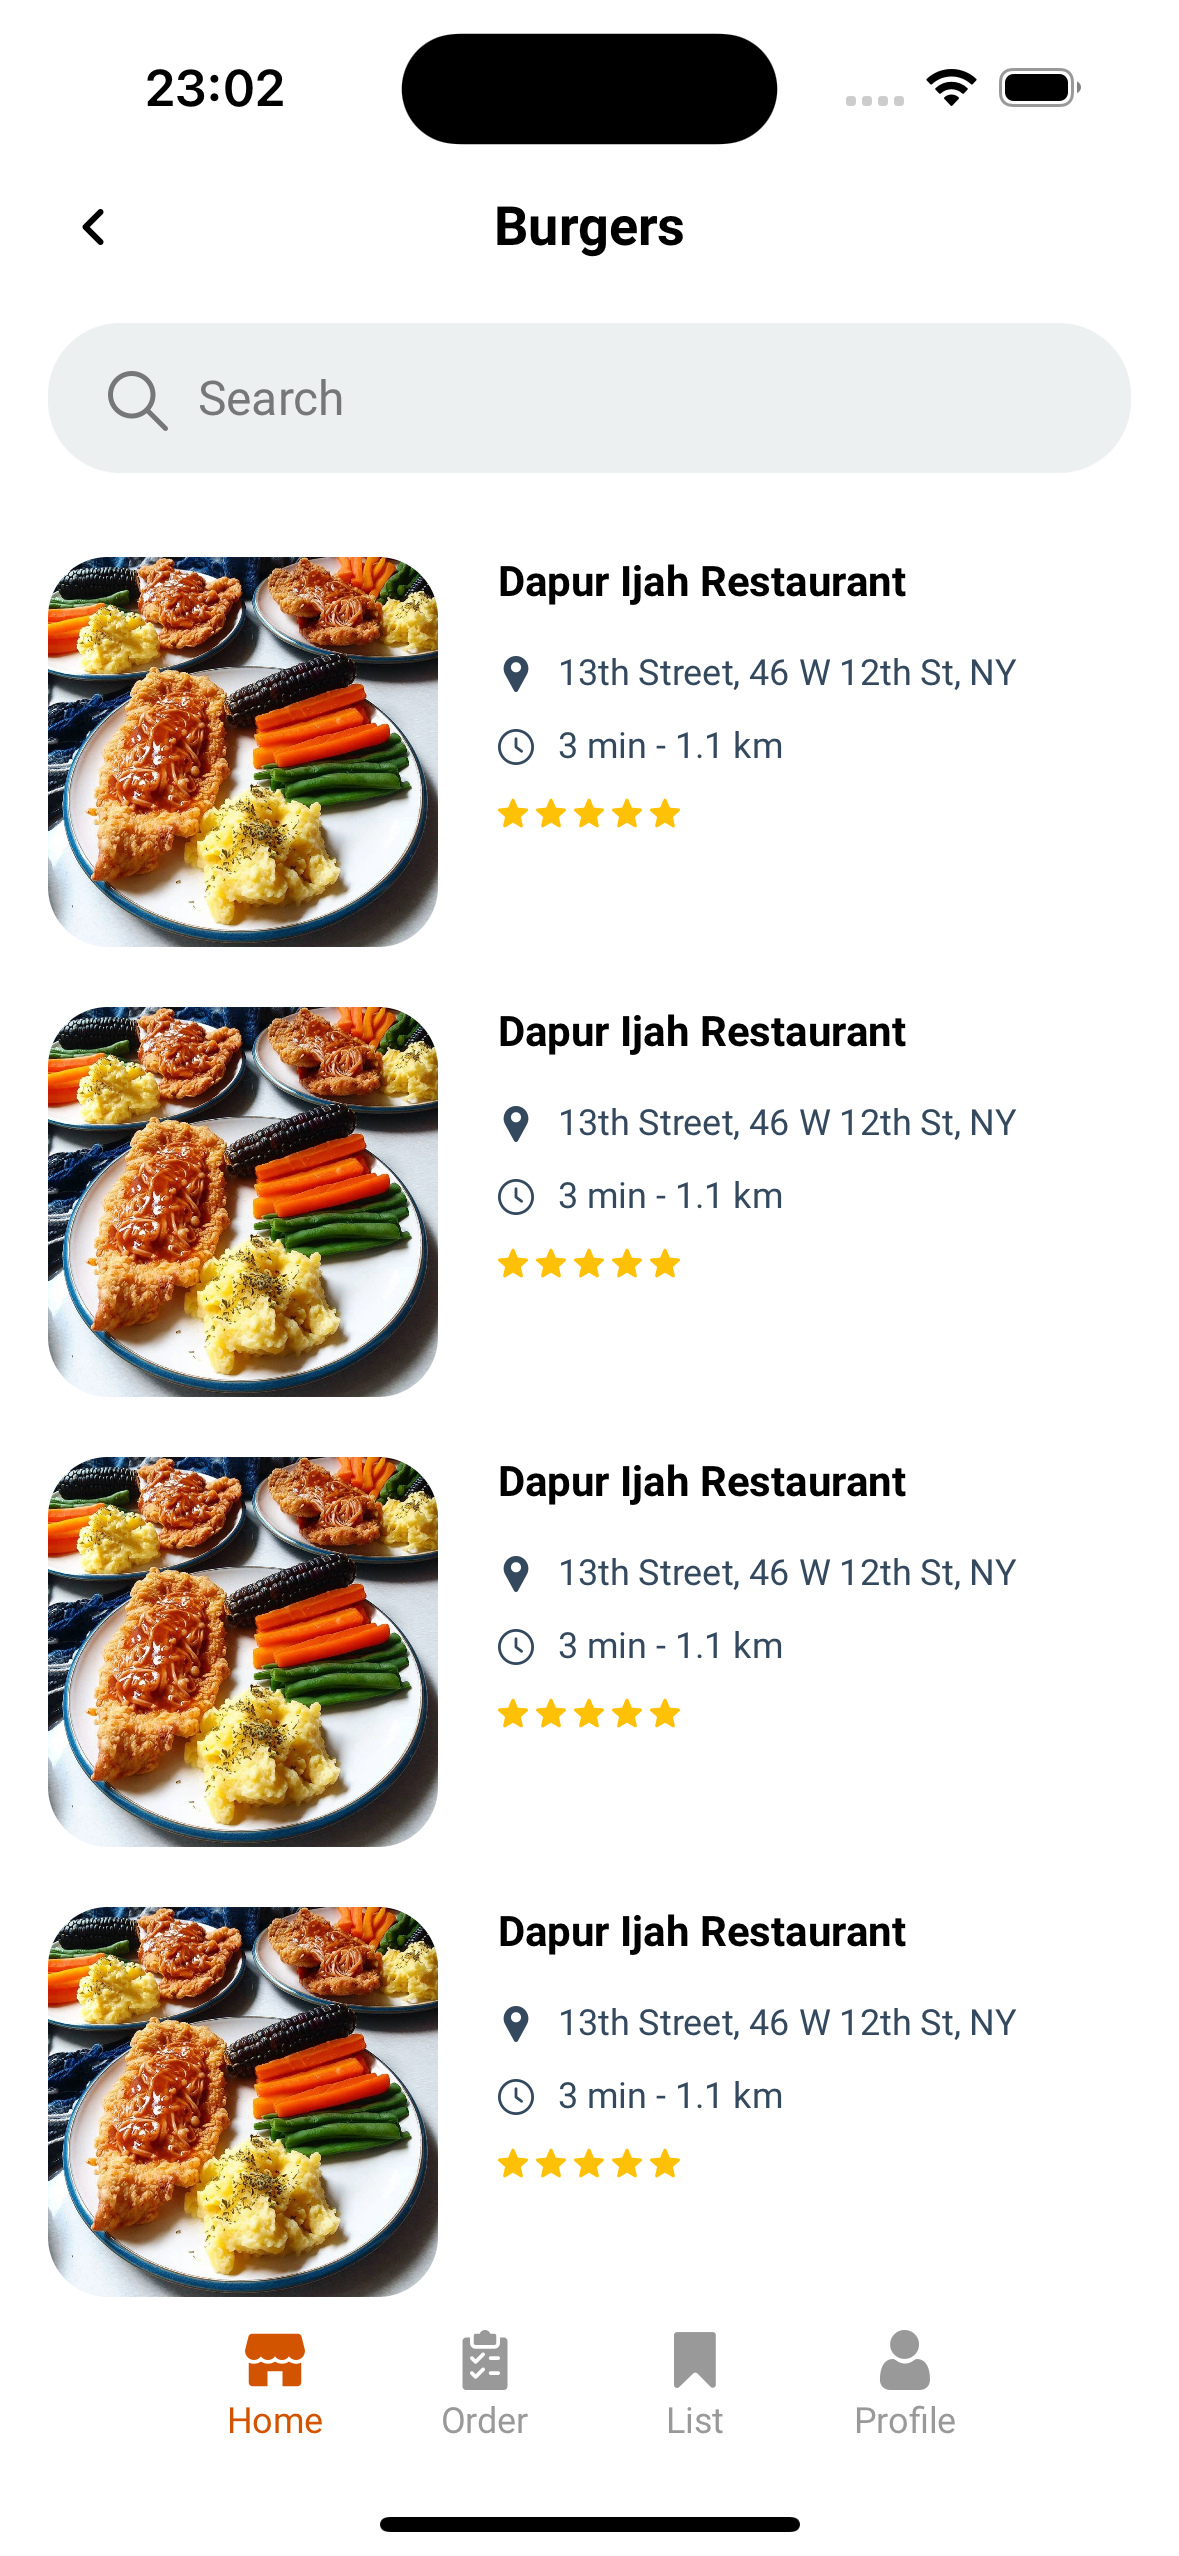 23:02
Burgers
Search
Dapur Ijah Restaurant
13th Street, 46 W 12th St, NY
3 min - 1.1 km
Dapur Ijah Restaurant
13th Street, 46 W 12th St, NY
3 min - 1.1 km
Dapur Ijah Restaurant
13th Street, 46 W 12th St, NY
3 min - 1.1 km
Dapur Ijah Restaurant
13th Street, 46 W 12th St, NY
3 min - 1.1 km
Home Order List Profile